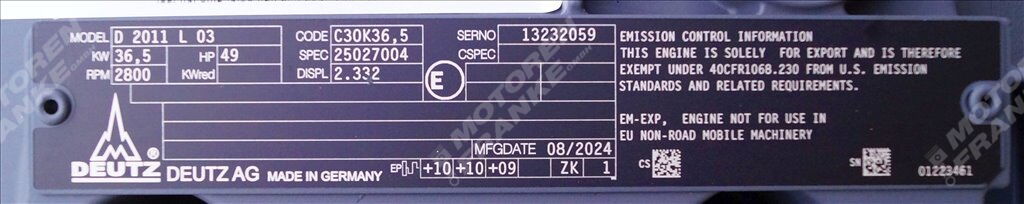 MODEL D 2011 L 03 CODE C30K36,5 SERNO 13232059
KW 36,5 HP 49 SPEC 25027004 CSPEC
RPM 2800 KWred DISPL 2.332 E
EMISSION CONTROL INFORMATION
THIS ENGINE IS SOLELY FOR EXPORT AND IS THEREFORE
EXEMPT UNDER 40CFR1068.230 FROM U.S. EMISSION
STANDARDS AND RELATED REQUIREMENTS.
EM-EXP, ENGINE NOT FOR USE IN
EU NON-ROAD MOBILE MACHINERY
MFGDATE 08/2024
EP +10+10+09 ZK 1
DEUTZ DEUTZ AG MADE IN GERMANY
CS SN
01223461
MOTOREN FRANKE
MOTOREN FRANKE